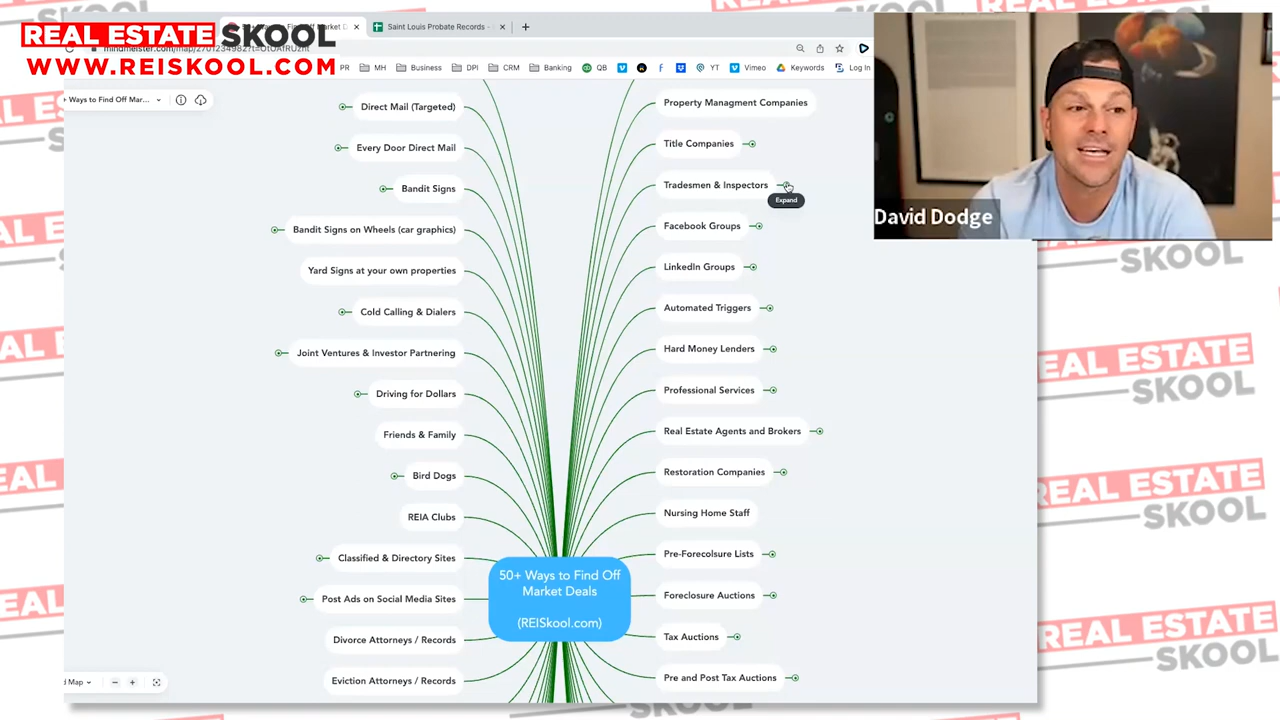 REAL ESTATE SKOOL
WWW.REISKOOL.COM
Saint Louis Probate Records -
PR
MH
Business
DPI
CRM
Banking
QB
YT
Vimeo
Keywords
Log In
Ways to Find Off Mar...
Direct Mail (Targeted)
Every Door Direct Mail
Bandit Signs
Bandit Signs on Wheels (car graphics)
Yard Signs at your own properties
Cold Calling & Dialers
Joint Ventures & Investor Partnering
Driving for Dollars
Friends & Family
Bird Dogs
REIA Clubs
Classified & Directory Sites
Post Ads on Social Media Sites
Divorce Attorneys / Records
Eviction Attorneys / Records
50+ Ways to Find Off
Market Deals
(REISkool.com)
Property Managment Companies
Title Companies
Tradesmen & Inspectors
Expand
Facebook Groups
LinkedIn Groups
Automated Triggers
Hard Money Lenders
Professional Services
Real Estate Agents and Brokers
Restoration Companies
Nursing Home Staff
Pre-Forecolsure Lists
Foreclosure Auctions
Tax Auctions
Pre and Post Tax Auctions
d Map
David Dodge
REAL ESTATE
SKOOL
REAL ESTATE
SKOOL
REAL ESTATE
SKOOL